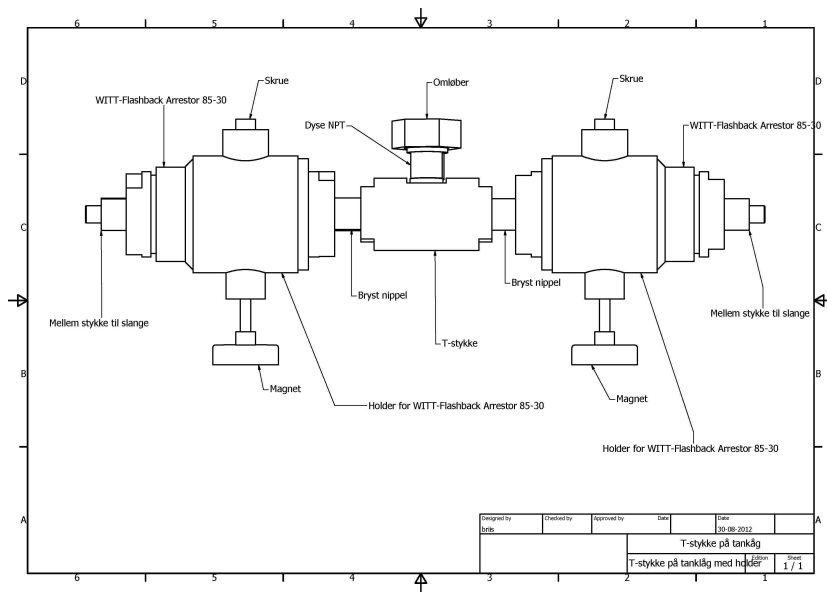 6 5 4 3 2 1
D D
Skrue
Omløber
Skrue
WITT-Flashback Arrestor 85-30
Dyse NPT
WITT-Flashback Arrestor 85-30
C C
Bryst nippel
Bryst nippel
Mellem stykke til slange
Mellem stykke til slange
T-stykke
B B
Magnet
Magnet
Holder for WITT-Flashback Arrestor 85-30
Holder for WITT-Flashback Arrestor 85-30
A A
Designed by Checked by Approved by Date Date
briis 30-08-2012
T-stykke på tankåg
T-stykke på tanklåg med holder Edition Sheet
1 / 1
6 5 4 3 2 1